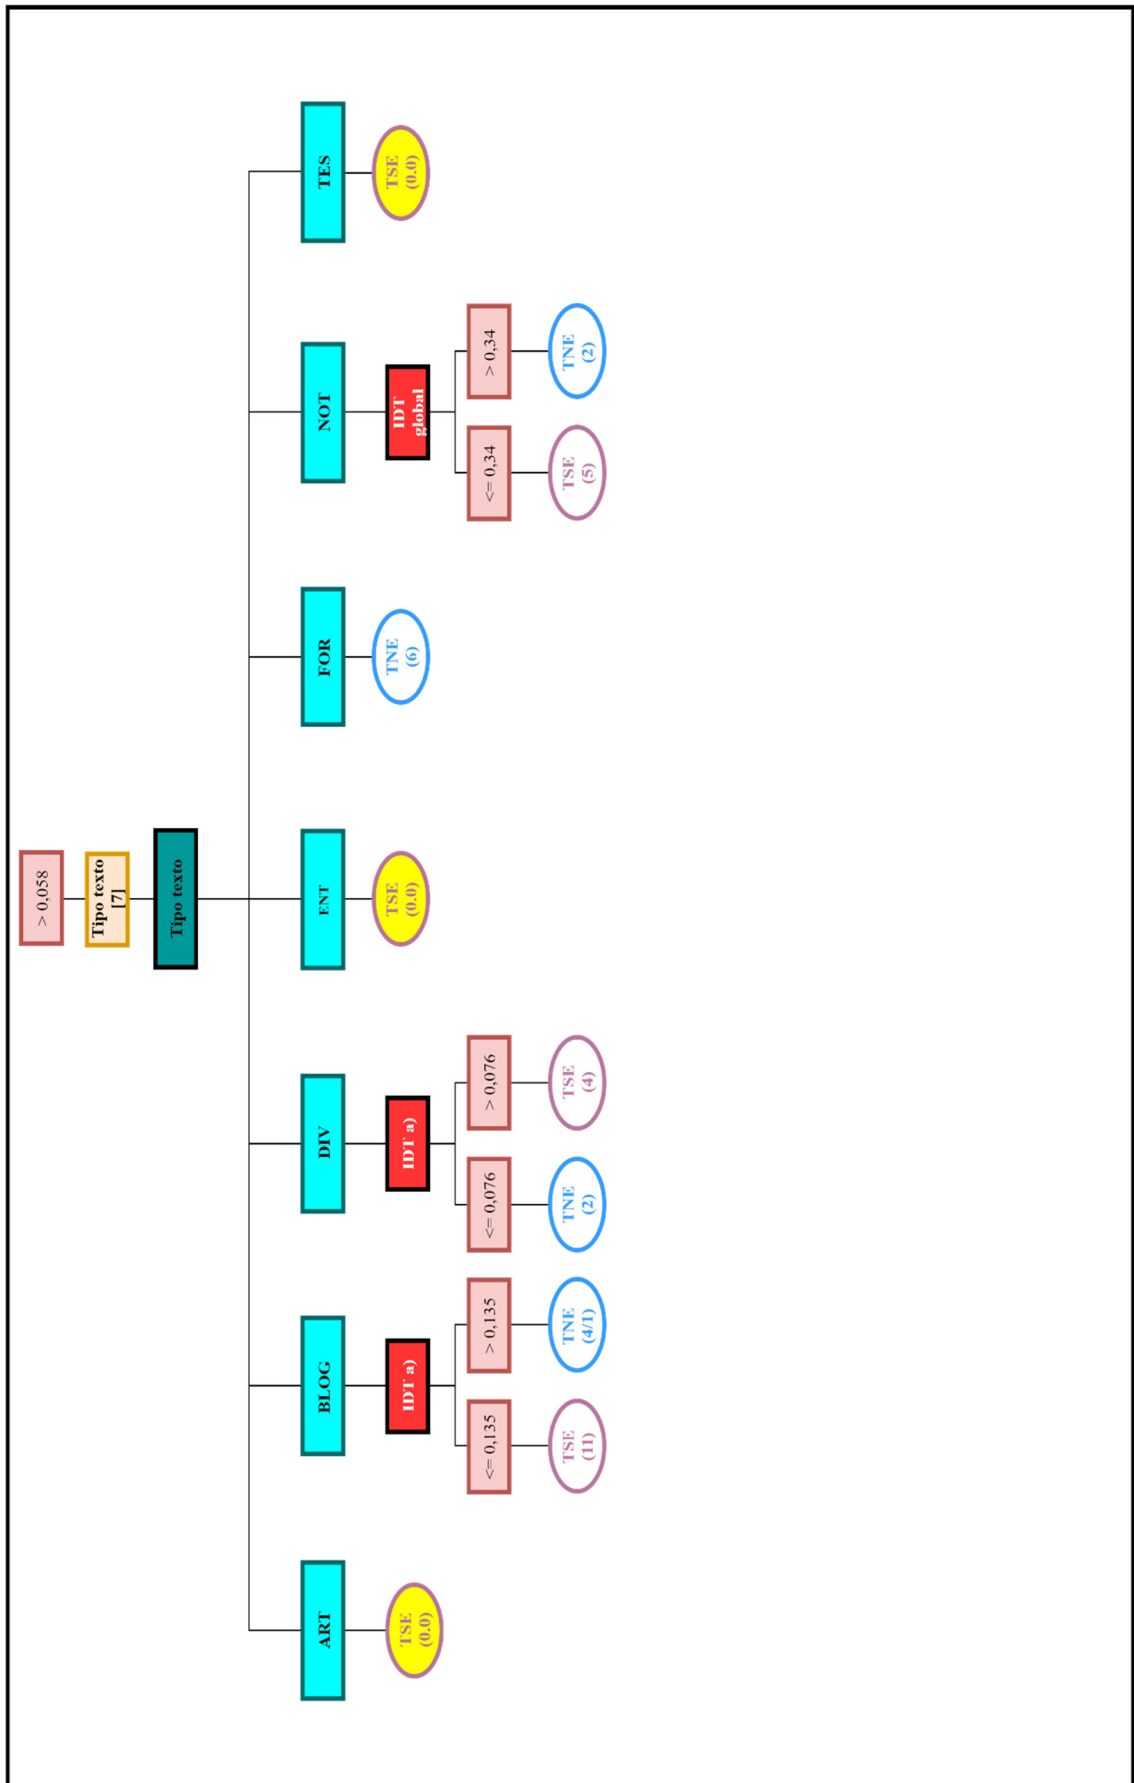 > 0,058
Tipo texto
[7]
Tipo texto
ART
BLOG
DIV
ENT
FOR
NOT
TES
TSE
(0.0)
IDT a)
IDT a)
TSE
(0.0)
TNE
(6)
IDT
global
TSE
(0.0)
<= 0,135
> 0,135
<= 0,076
> 0,076
<= 0,34
> 0,34
TSE
(11)
TNE
(4/1)
TNE
(2)
TSE
(4)
TSE
(5)
TNE
(2)